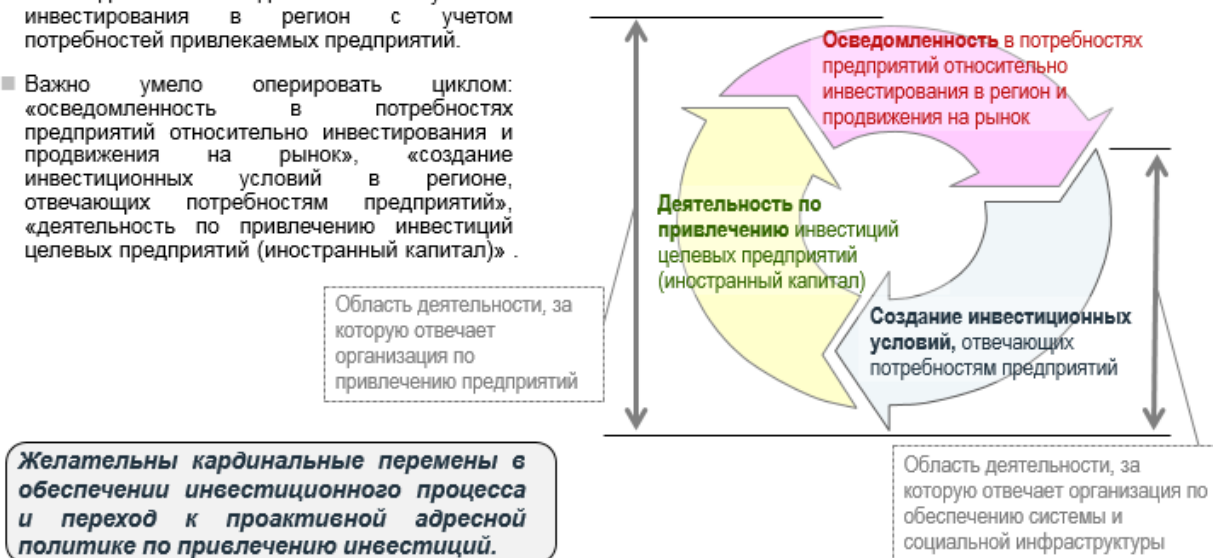 инвестирования в регион с учетом
потребностей привлекаемых предприятий.
Важно умело оперировать циклом:
«осведомленность в потребностях
предприятий относительно инвестирования и
продвижения на рынок», «создание
инвестиционных условий в регионе,
отвечающих потребностям предприятий»,
«деятельность по привлечению инвестиций
целевых предприятий (иностранный капитал)» .
Осведомленность в потребностях
предприятий относительно
инвестирования в регион и
продвижения на рынок
Деятельность по
привлечению инвестиций
целевых предприятий
(иностранный капитал)
Создание инвестиционных
условий, отвечающих
потребностям предприятий
Область деятельности, за
которую отвечает
организация по
привлечению предприятий
Желательны кардинальные перемены в
обеспечении инвестиционного процесса
и переход к проактивной адресной
политике по привлечению инвестиций.
Область деятельности, за
которую отвечает организация по
обеспечению системы и
социальной инфраструктуры